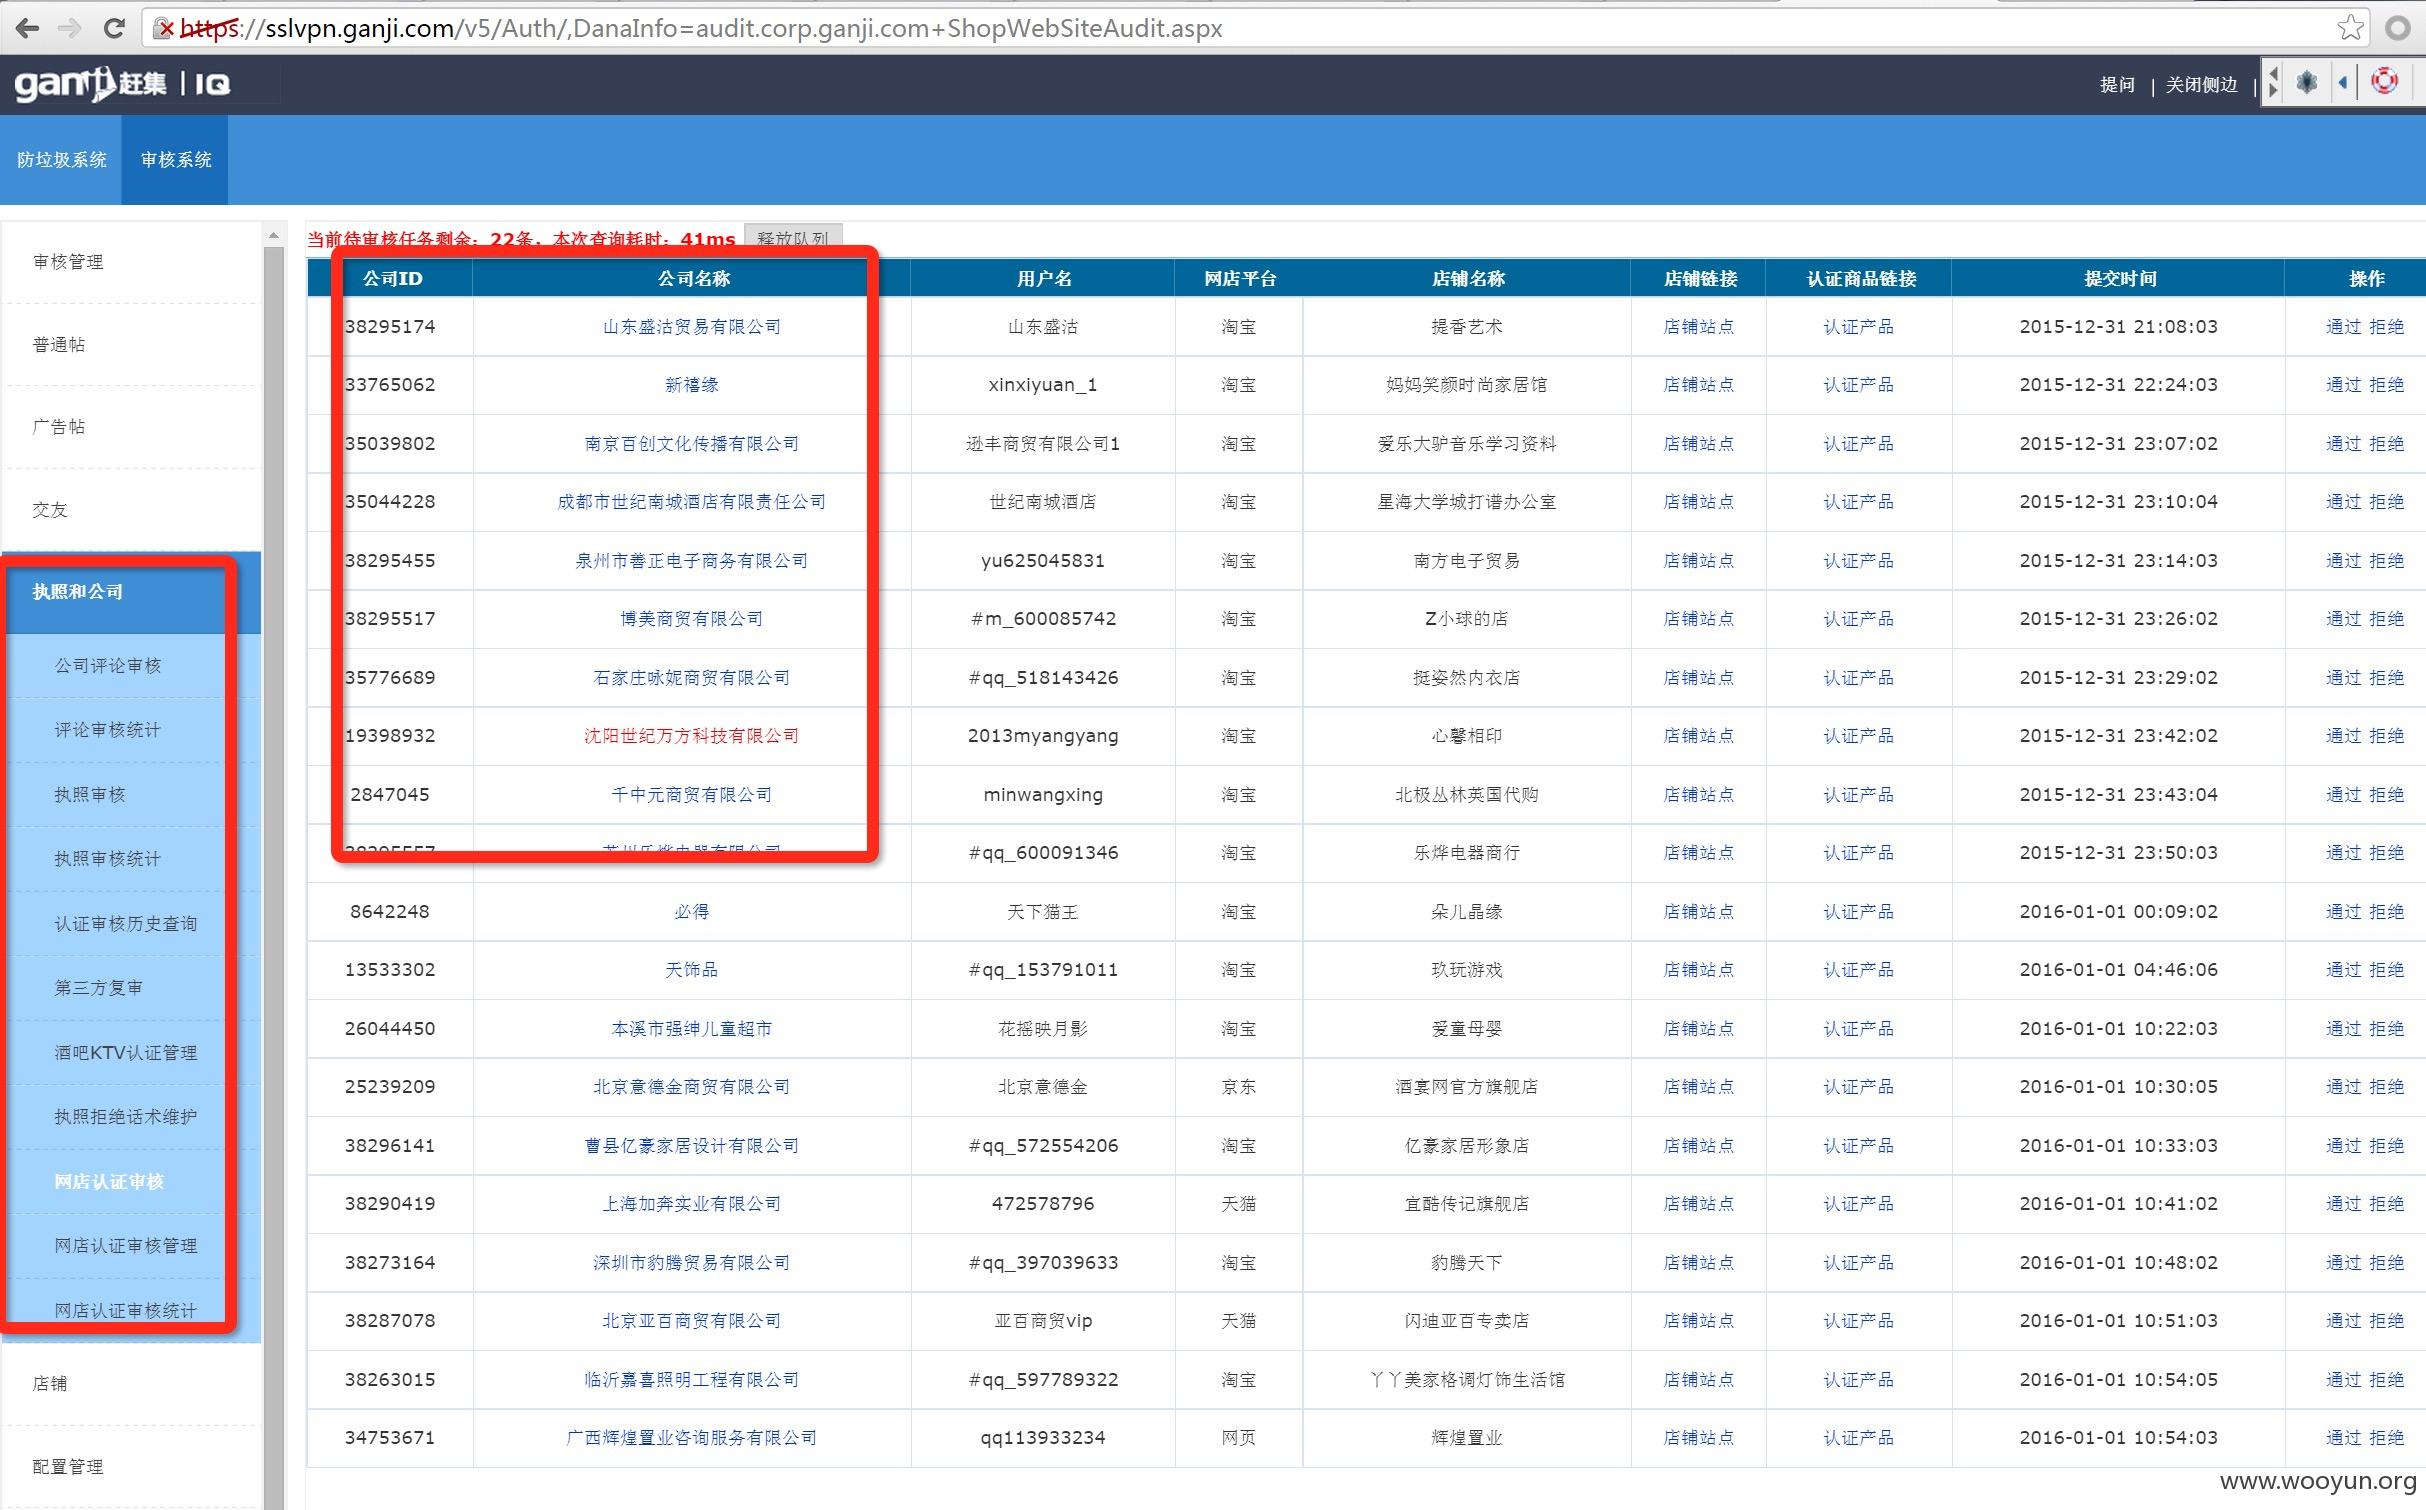 https://sslvpn.ganji.com/v5/Auth/,DanaInfo=audit.corp.ganji.com+ShopWebSiteAudit.aspx
ganji赶集 | IQ
提问 | 关闭侧边 |
防垃圾系统 审核系统
审核管理
普通帖
广告帖
交友
执照和公司
公司评论审核
评论审核统计
执照审核
执照审核统计
认证审核历史查询
第三方复审
酒吧KTV认证管理
执照拒绝话术维护
网店认证审核
网店认证审核管理
网店认证审核统计
店铺
配置管理
当前待审核任务剩余：22条，本次查询耗时：41ms 释放队列
公司ID 公司名称 用户名 网店平台 店铺名称 店铺链接 认证商品链接 提交时间 操作
38295174 山东盛沽贸易有限公司 山东盛沽 淘宝 提香艺术 店铺站点 认证产品 2015-12-31 21:08:03 通过 拒绝
33765062 新禧缘 xinxiyuan_1 淘宝 妈妈笑颜时尚家居馆 店铺站点 认证产品 2015-12-31 22:24:03 通过 拒绝
35039802 南京百创文化传播有限公司 逊丰商贸有限公司1 淘宝 爱乐大驴音乐学习资料 店铺站点 认证产品 2015-12-31 23:07:02 通过 拒绝
35044228 成都市世纪南城酒店有限责任公司 世纪南城酒店 淘宝 星海大学城打谱办公室 店铺站点 认证产品 2015-12-31 23:10:04 通过 拒绝
38295455 泉州市善正电子商务有限公司 yu625045831 淘宝 南方电子贸易 店铺站点 认证产品 2015-12-31 23:14:03 通过 拒绝
38295517 博美商贸有限公司 #m_600085742 淘宝 Z小球的店 店铺站点 认证产品 2015-12-31 23:26:02 通过 拒绝
35776689 石家庄咏妮商贸有限公司 #qq_518143426 淘宝 挺姿然内衣店 店铺站点 认证产品 2015-12-31 23:29:02 通过 拒绝
19398932 沈阳世纪万方科技有限公司 2013myangyang 淘宝 心馨相印 店铺站点 认证产品 2015-12-31 23:42:02 通过 拒绝
2847045 千中元商贸有限公司 minwangxing 淘宝 北极丛林英国代购 店铺站点 认证产品 2015-12-31 23:43:04 通过 拒绝
38295557 #qq_600091346 淘宝 乐烨电器商行 店铺站点 认证产品 2015-12-31 23:50:03 通过 拒绝
8642248 必得 天下猫王 淘宝 朵儿晶缘 店铺站点 认证产品 2016-01-01 00:09:02 通过 拒绝
13533302 天饰品 #qq_153791011 淘宝 玖玩游戏 店铺站点 认证产品 2016-01-01 04:46:06 通过 拒绝
26044450 本溪市强绅儿童超市 花摇映月影 淘宝 爱童母婴 店铺站点 认证产品 2016-01-01 10:22:03 通过 拒绝
25239209 北京意德金商贸有限公司 北京意德金 京东 酒宴网官方旗舰店 店铺站点 认证产品 2016-01-01 10:30:05 通过 拒绝
38296141 曹县亿豪家居设计有限公司 #qq_572554206 淘宝 亿豪家居形象店 店铺站点 认证产品 2016-01-01 10:33:03 通过 拒绝
38290419 上海加奔实业有限公司 472578796 天猫 宜酷传记旗舰店 店铺站点 认证产品 2016-01-01 10:41:02 通过 拒绝
38273164 深圳市豹腾贸易有限公司 #qq_397039633 淘宝 豹腾天下 店铺站点 认证产品 2016-01-01 10:48:02 通过 拒绝
38287078 北京亚百商贸有限公司 亚百商贸vip 天猫 闪迪亚百专卖店 店铺站点 认证产品 2016-01-01 10:51:03 通过 拒绝
38263015 临沂嘉喜照明工程有限公司 #qq_597789322 淘宝 丫丫美家格调灯饰生活馆 店铺站点 认证产品 2016-01-01 10:54:05 通过 拒绝
34753671 广西辉煌置业咨询服务有限公司 qq113933234 网页 辉煌置业 店铺站点 认证产品 2016-01-01 10:54:03 通过 拒绝
www.wooyun.org